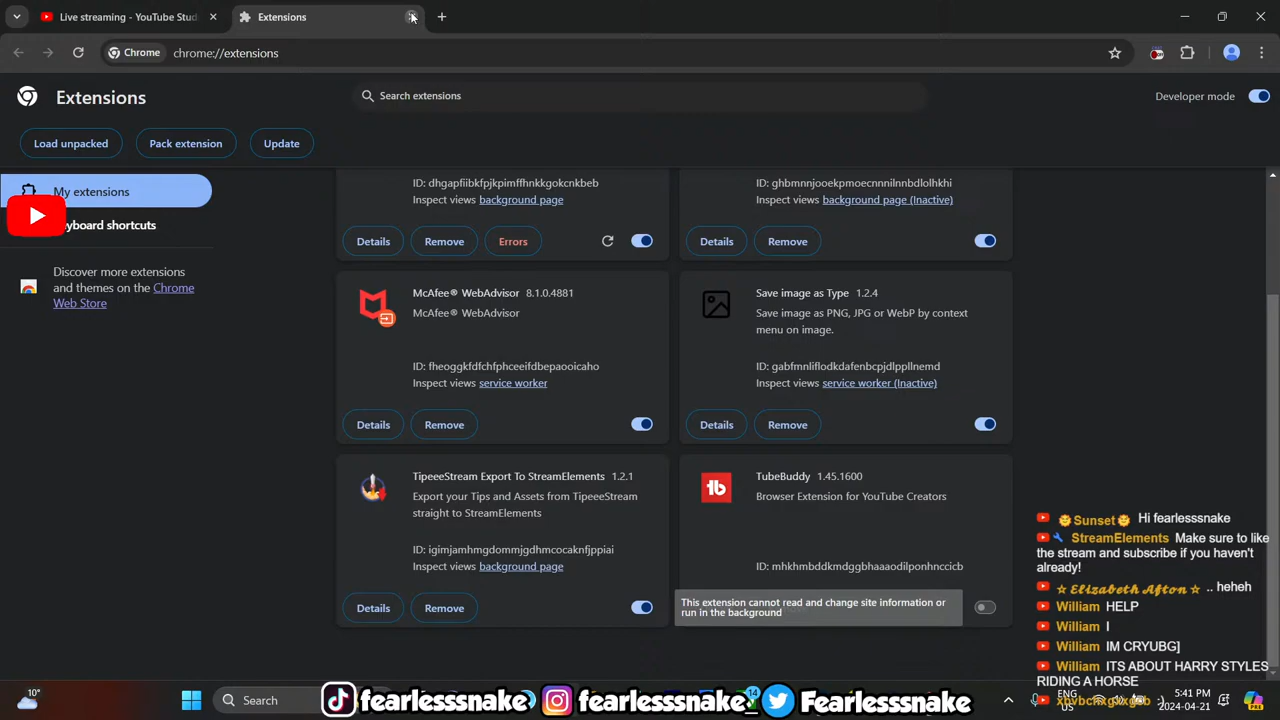 Live streaming - YouTube Stud
Extensions
Chrome
chrome://extensions
Extensions
Search extensions
Developer mode
Load unpacked
Pack extension
Update
My extensions
yboard shortcuts
Discover more extensions
and themes on the Chrome
Web Store
ID: dhgapfiibkfpjkpimffhnkkgokcnkbeb
Inspect views background page
Details
Remove
Errors
ID: ghbmnnjooekpmoecnnnilnnbdlolhkhi
Inspect views background page (Inactive)
Details
Remove
McAfee® WebAdvisor 8.1.0.4881
McAfee® WebAdvisor
ID: fheoggkfdfchfphceeifdbepaooicaho
Inspect views service worker
Details
Remove
Save image as Type 1.2.4
Save image as PNG, JPG or WebP by context
menu on image.
ID: gabfmnliflodkdafenbcpjdlppllnemd
Inspect views service worker (Inactive)
Details
Remove
TipeeeStream Export To StreamElements 1.2.1
Export your Tips and Assets from TipeeeStream
straight to StreamElements
ID: igimjamhmgdommjgdhmcocaknfjppiai
Inspect views background page
Details
Remove
tb
TubeBuddy 1.45.1600
Browser Extension for YouTube Creators
ID: mhkhmbddkmdggbhaaaodilponhnccicb
This extension cannot read and change site information or
run in the background
Sunset Hi fearlesssnake
StreamElements Make sure to like
the stream and subscribe if you haven't
already!
☆ Elizabeth Afton ☆ .. heheh
William HELP
William I
William IM CRYUBG]
William ITS ABOUT HARRY STYLES
RIDING A HORSE
10°
Search
fearlesssnake
fearlesssnake
Fearlesssnake
14
ENG
US
5:41 PM
2024-04-21